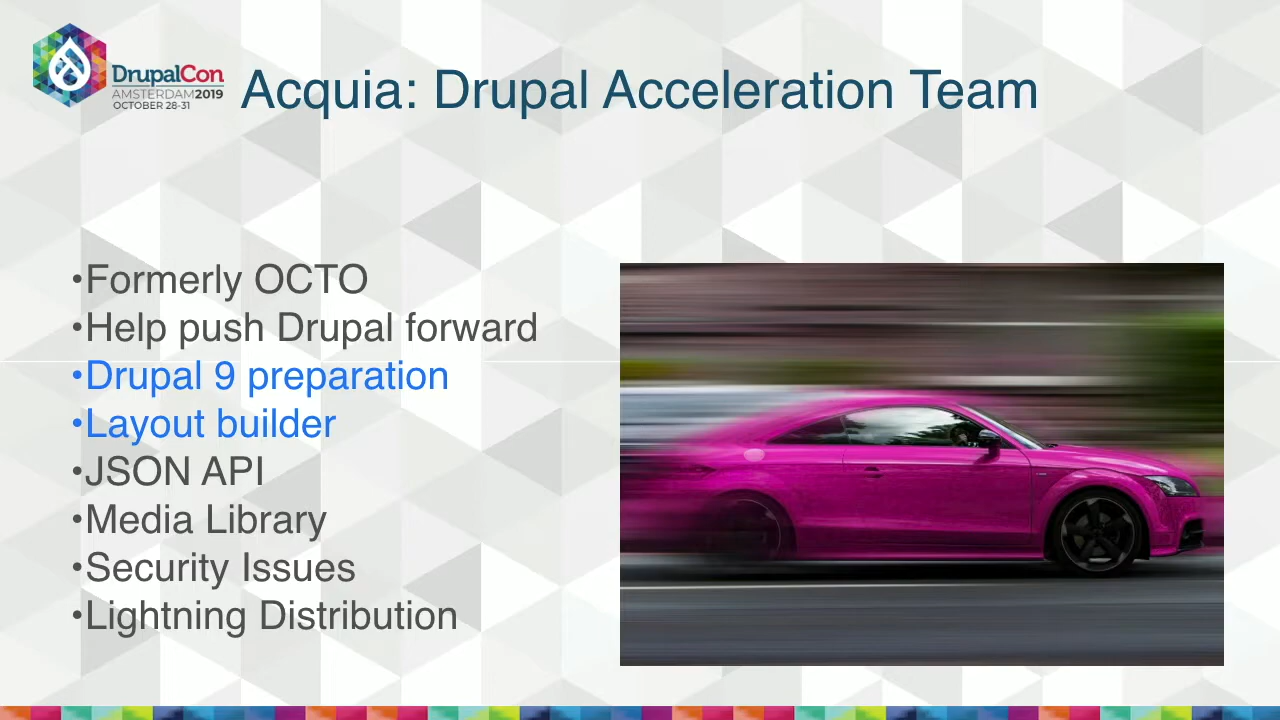 DrupalCon
AMSTERDAM2019
OCTOBER 28-31
Acquia: Drupal Acceleration Team
•Formerly OCTO
•Help push Drupal forward
•Drupal 9 preparation
•Layout builder
•JSON API
•Media Library
•Security Issues
•Lightning Distribution